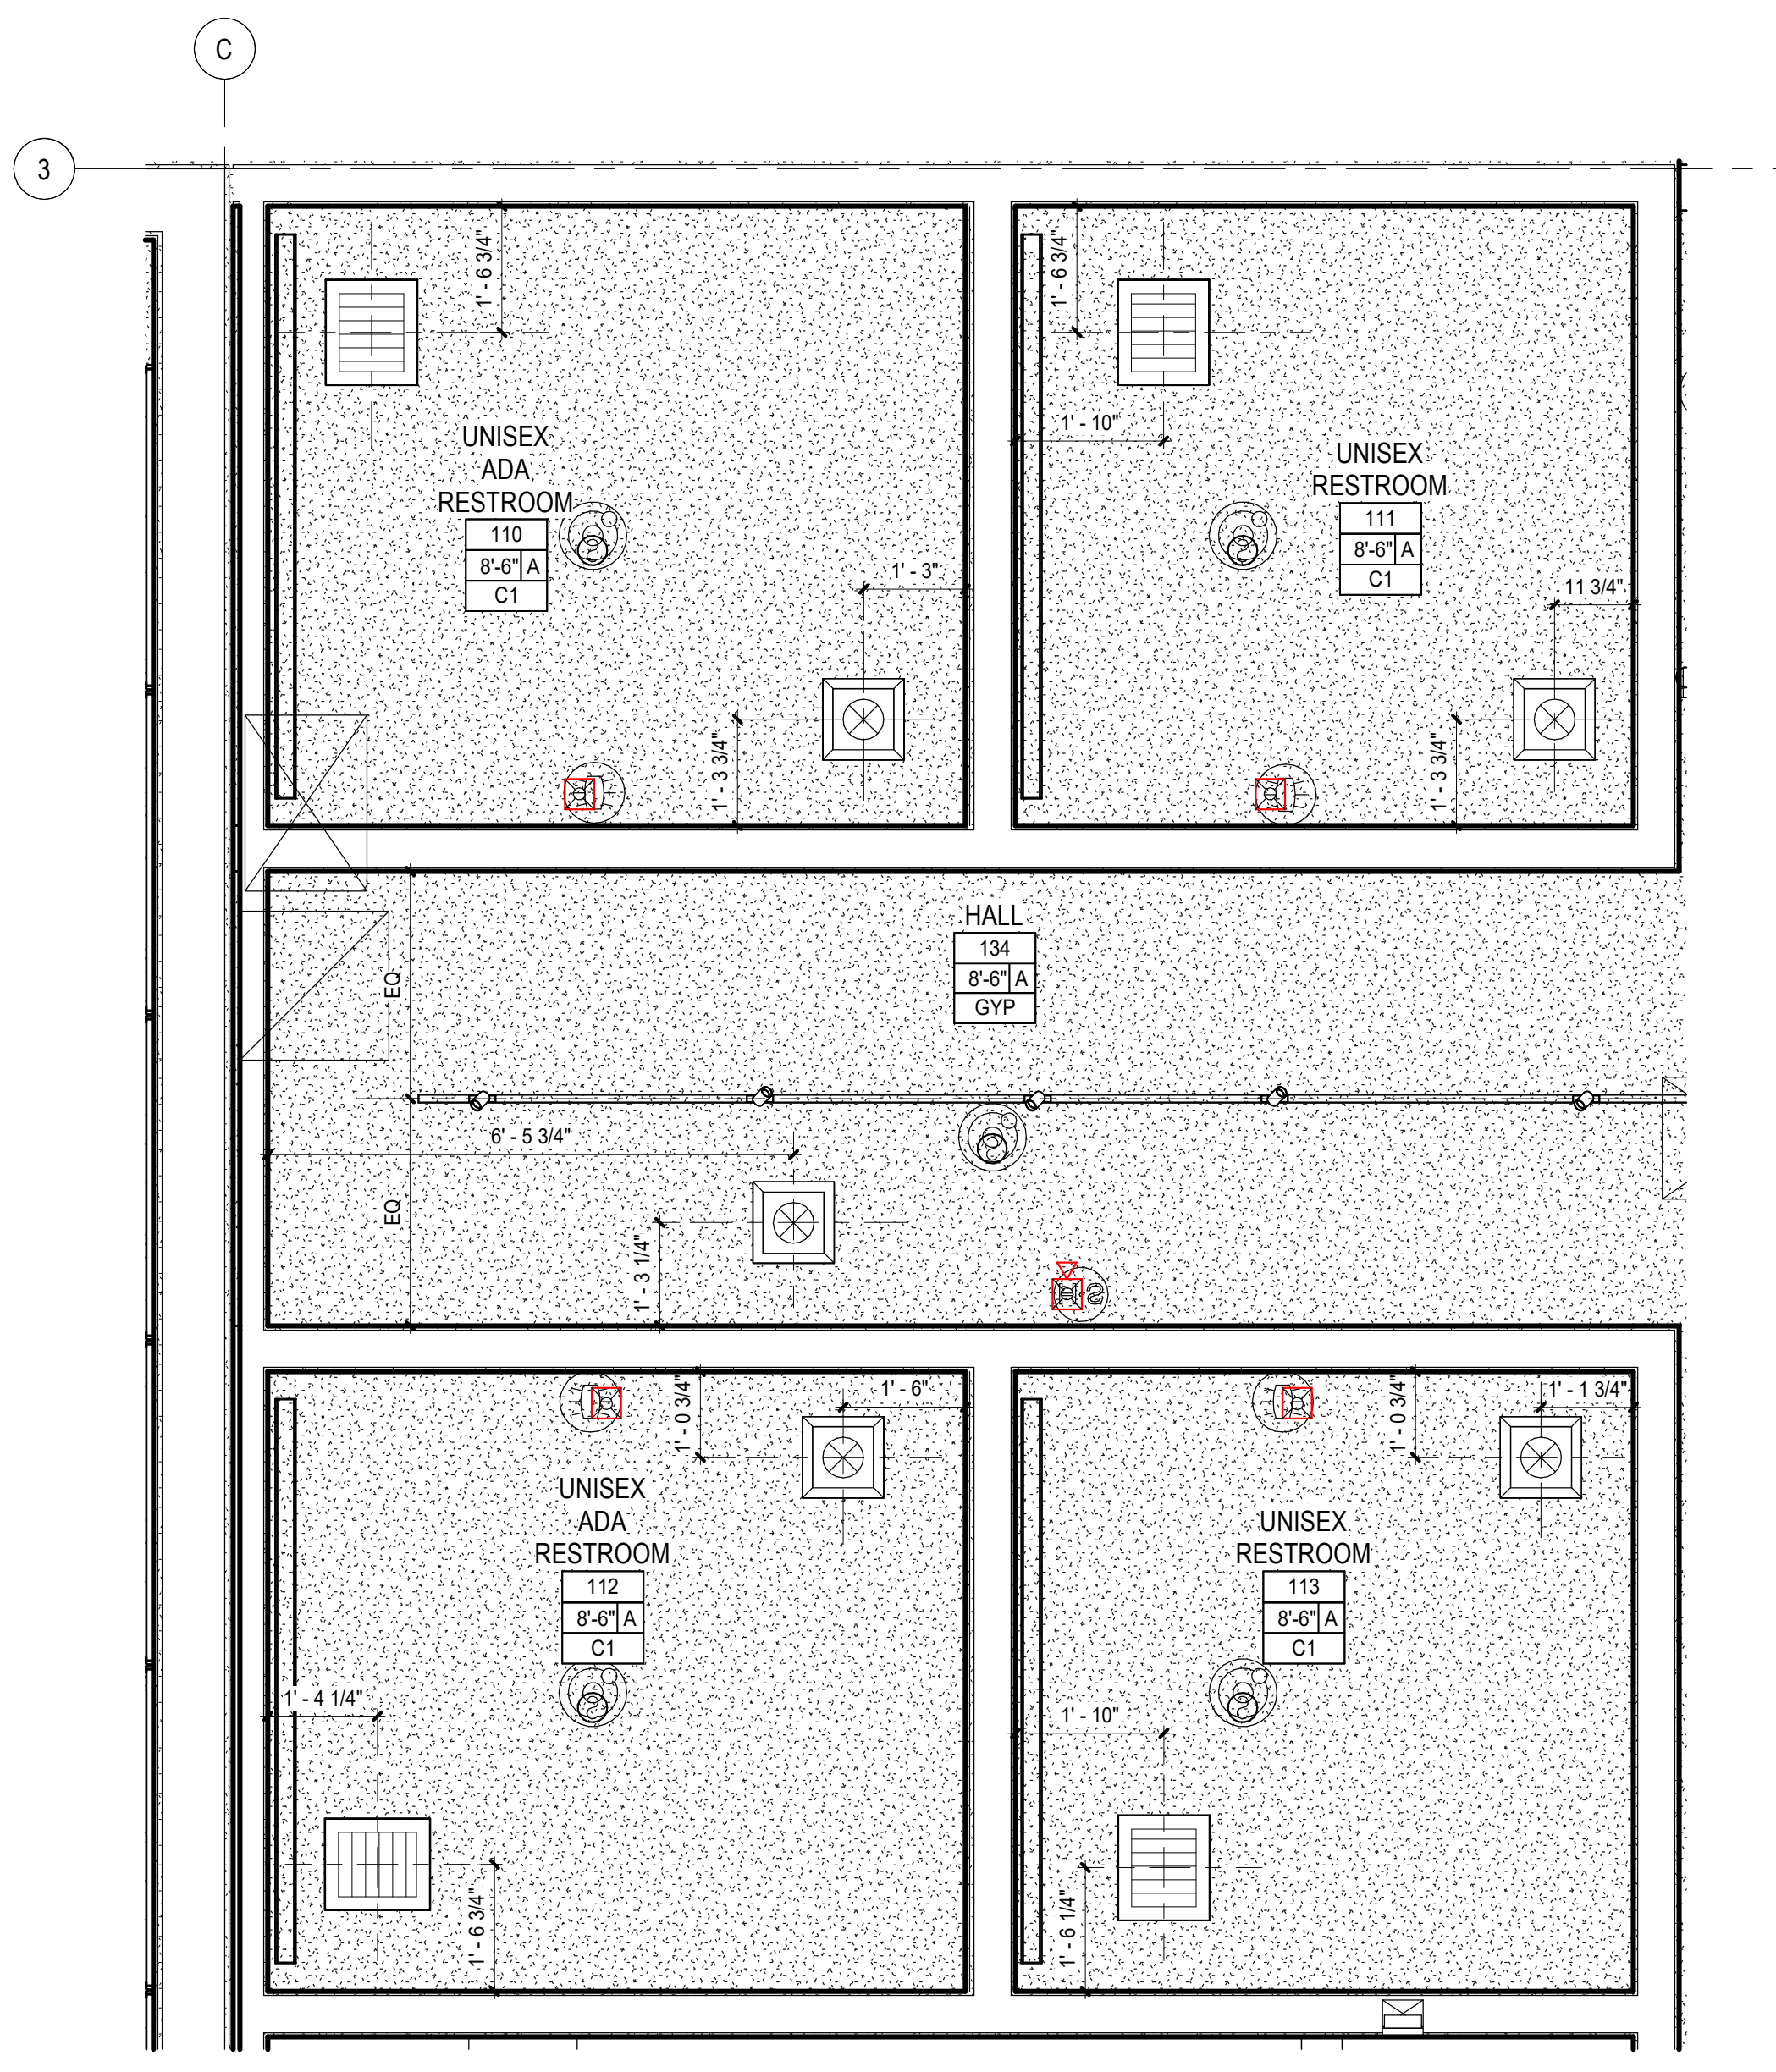 C
3
1' - 6 3/4"
1' - 6 3/4"
UNISEX
ADA
RESTROOM
110
8'-6" A
C1
1' - 10"
UNISEX
RESTROOM
111
8'-6" A
C1
1' - 3"
11 3/4"
1' - 3 3/4"
1' - 3 3/4"
HALL
134
8'-6" A
GYP
EQ
6' - 5 3/4"
EQ
1' - 3 1/4"
H S
1' - 0 3/4"
1' - 6"
1' - 0 3/4"
1' - 1 3/4"
UNISEX
ADA
RESTROOM
112
8'-6" A
C1
UNISEX
RESTROOM
113
8'-6" A
C1
1' - 4 1/4"
1' - 10"
1' - 6 3/4"
1' - 6 1/4"